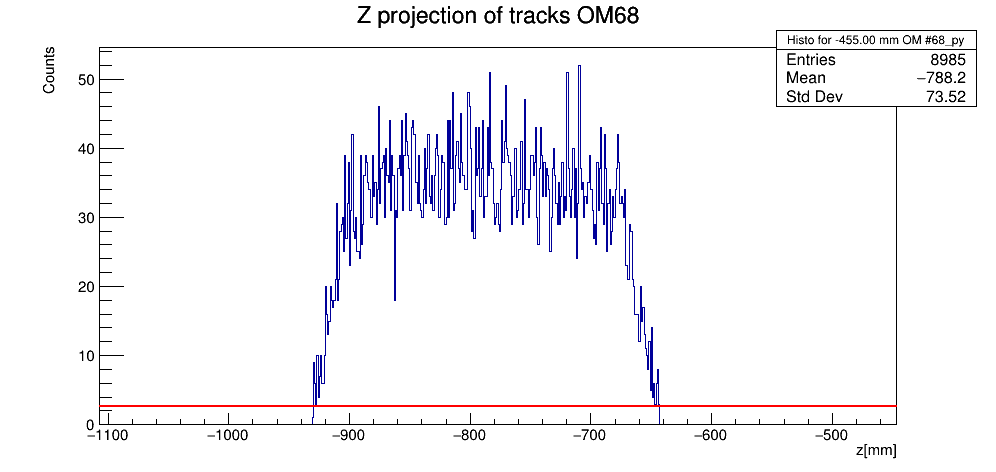 Z projection of tracks OM68
Histo for -455.00 mm OM #68_py
Entries 8985
Mean −788.2
Std Dev 73.52
Counts
50
40
30
20
10
0
−1100 −1000 −900 −800 −700 −600 −500
z[mm]